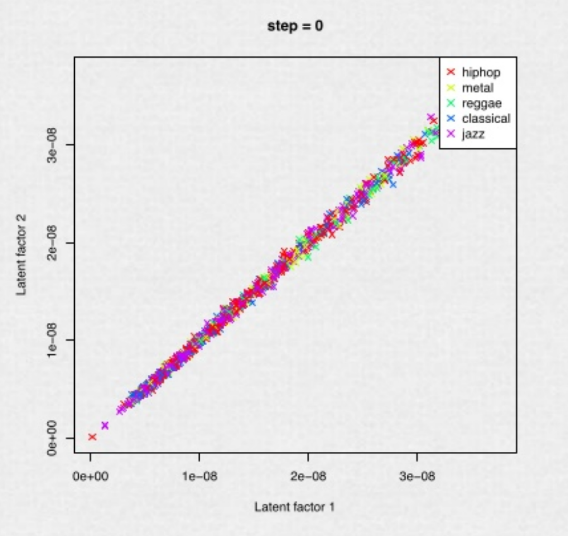 step = 0
hiphop
metal
reggae
classical
jazz
Latent factor 2
3e−08
2e−08
1e−08
0e+00
0e+00 1e−08 2e−08 3e−08
Latent factor 1